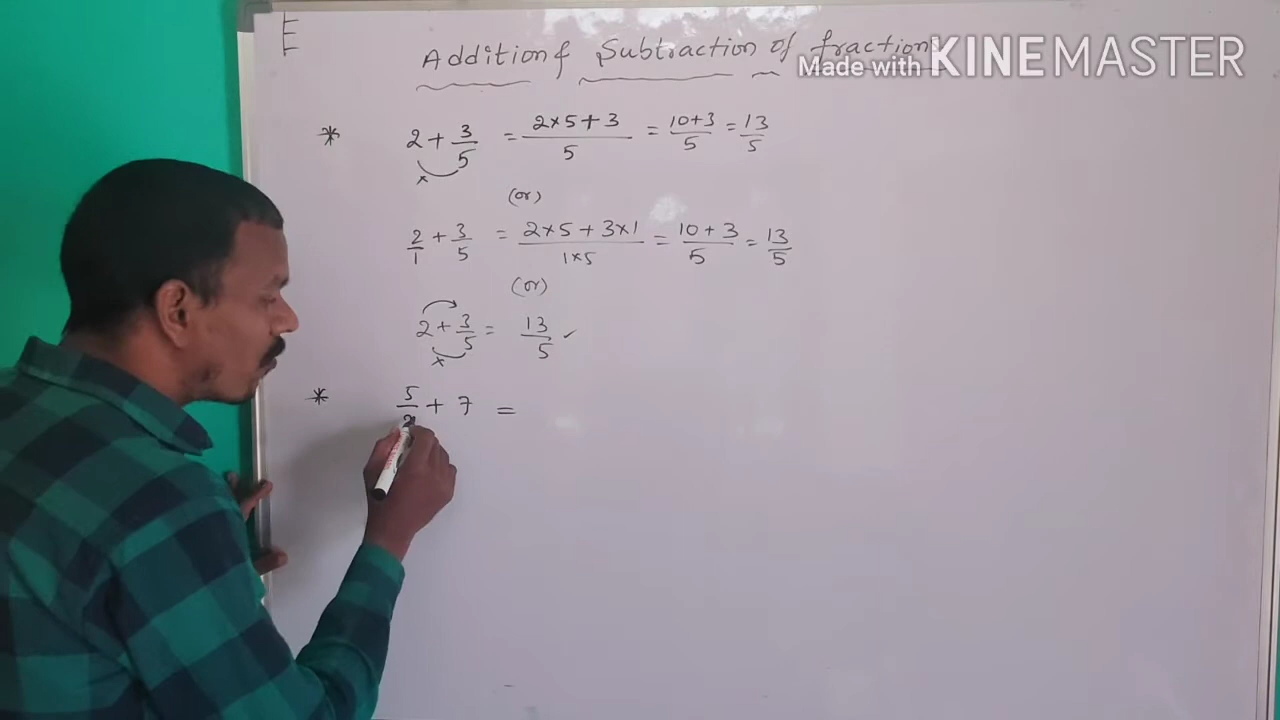 E
Addition & Subtraction of fractions
Made with KINEMASTER
* 2 + 3/5 = 2×5+3/5 = 10+3/5 = 13/5
×
(or)
2/1 + 3/5 = 2×5+3×1/1×5 = 10+3/5 = 13/5
(or)
2 + 3/5 = 13/5 ✓
×
* 5/2 + 7 =